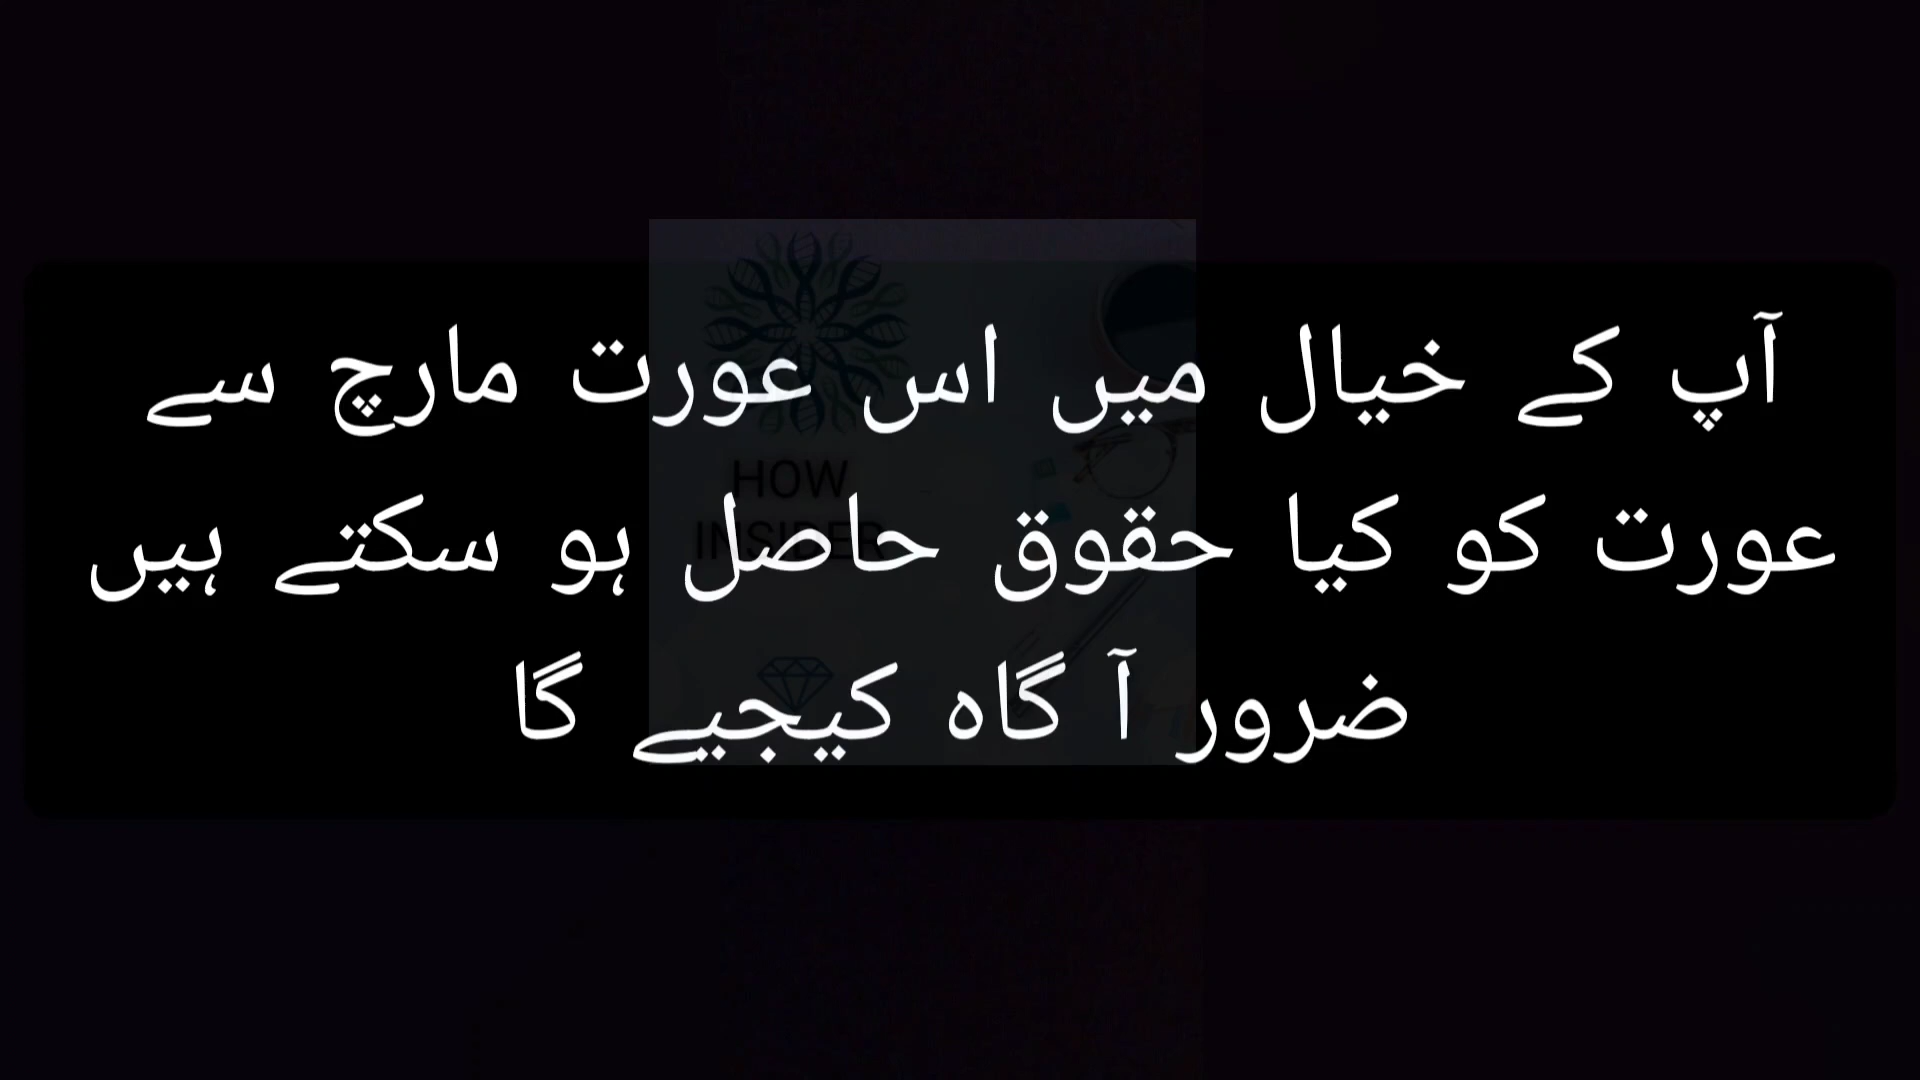 آپ کے خیال میں اس عورت مارچ سے
عورت کو کیا حقوق حاصل ہو سکتے ہیں
ضرور آ گاہ کیجیے گا
HOW
INSIDER